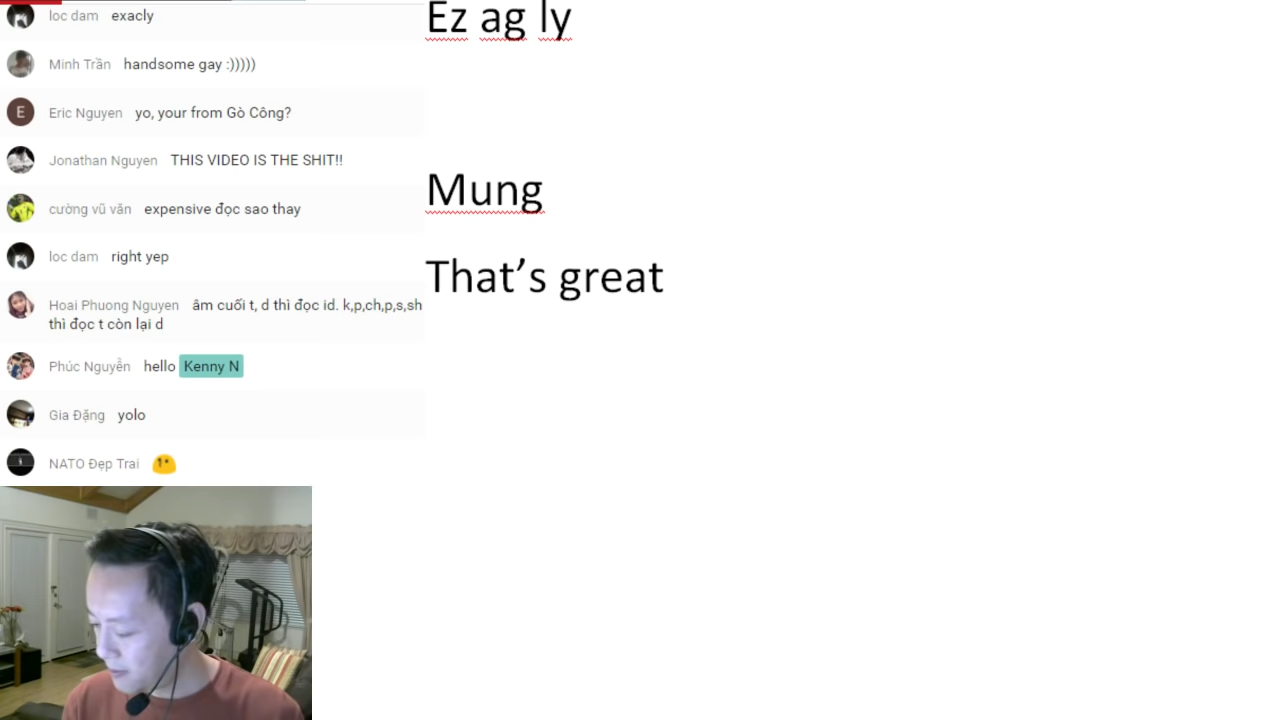 loc dam exacly
Minh Trần handsome gay :)))))
E
Eric Nguyen yo, your from Gò Công?
Jonathan Nguyen THIS VIDEO IS THE SHIT!!
cường vũ văn expensive đọc sao thay
loc dam right yep
Hoai Phuong Nguyen âm cuối t, d thì đọc id. k,p,ch,p,s,sh
thì đọc t còn lại d
Phúc Nguyễn hello Kenny N
Gia Đặng yolo
NATO Đẹp Trai
Ez ag ly
Mung
That’s great